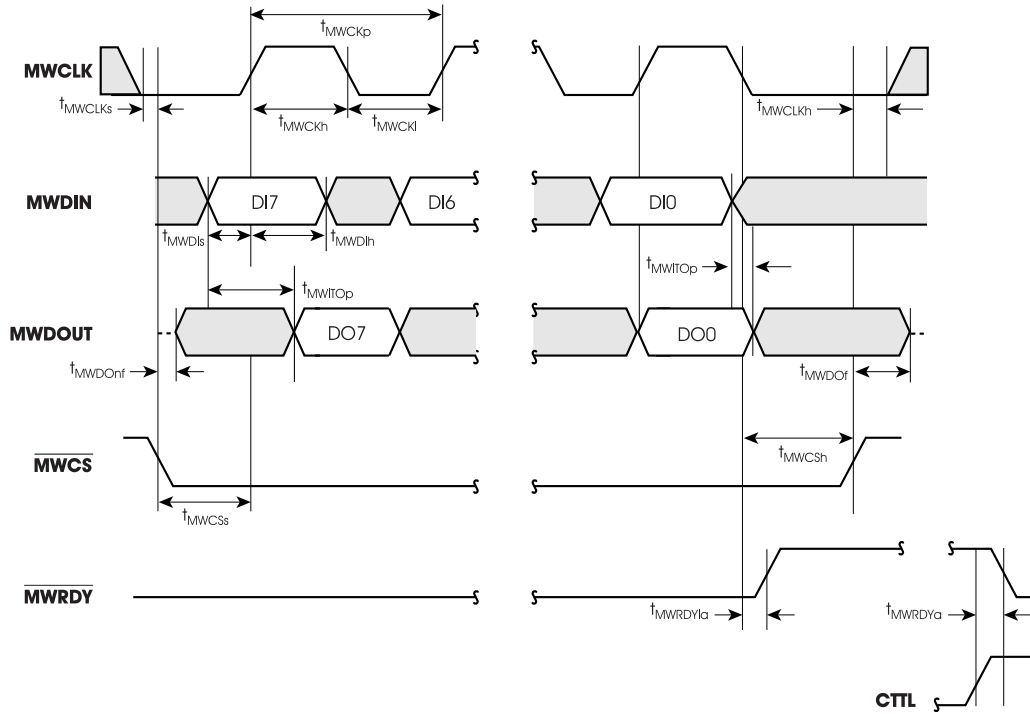 tMWCKp
MWCLK
tMWCLKs
tMWCKh
tMWCKl
tMWCLKh
MWDIN
DI7
DI6
DI0
tMWDIs
tMWDIh
tMWITOp
tMWITOp
MWDOUT
DO7
DO0
tMWDOnf
tMWDOf
MWCS
tMWCSh
tMWCSs
MWRDY
tMWRDYIa
tMWRDYa
CTTL